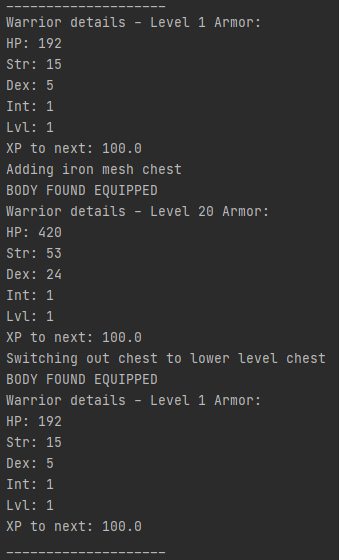 ____________________
Warrior details – Level 1 Armor:
HP: 192
Str: 15
Dex: 5
Int: 1
Lvl: 1
XP to next: 100.0
Adding iron mesh chest
BODY FOUND EQUIPPED
Warrior details – Level 20 Armor:
HP: 420
Str: 53
Dex: 24
Int: 1
Lvl: 1
XP to next: 100.0
Switching out chest to lower level chest
BODY FOUND EQUIPPED
Warrior details – Level 1 Armor:
HP: 192
Str: 15
Dex: 5
Int: 1
Lvl: 1
XP to next: 100.0
____________________